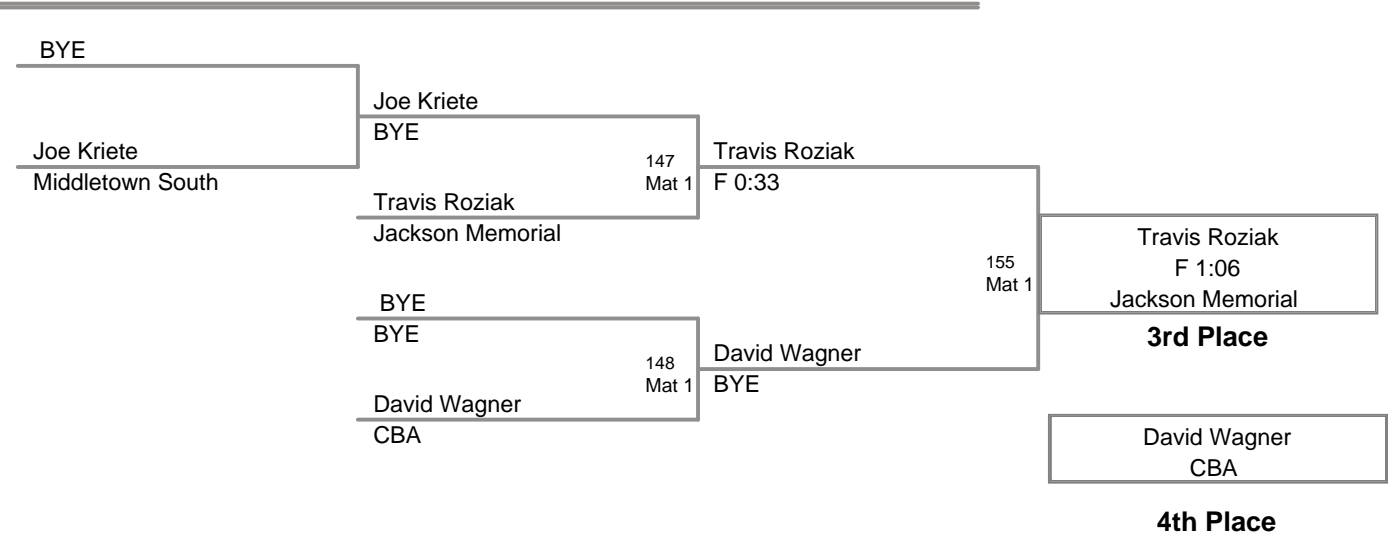 BYE
Joe Kriete
Middletown South
Joe Kriete
BYE
147
Mat 1
Travis Roziak
Jackson Memorial
BYE
BYE
148
Mat 1
David Wagner
CBA
Travis Roziak
F 0:33
155
Mat 1
David Wagner
BYE
Travis Roziak
F 1:06
Jackson Memorial
3rd Place
David Wagner
CBA
4th Place